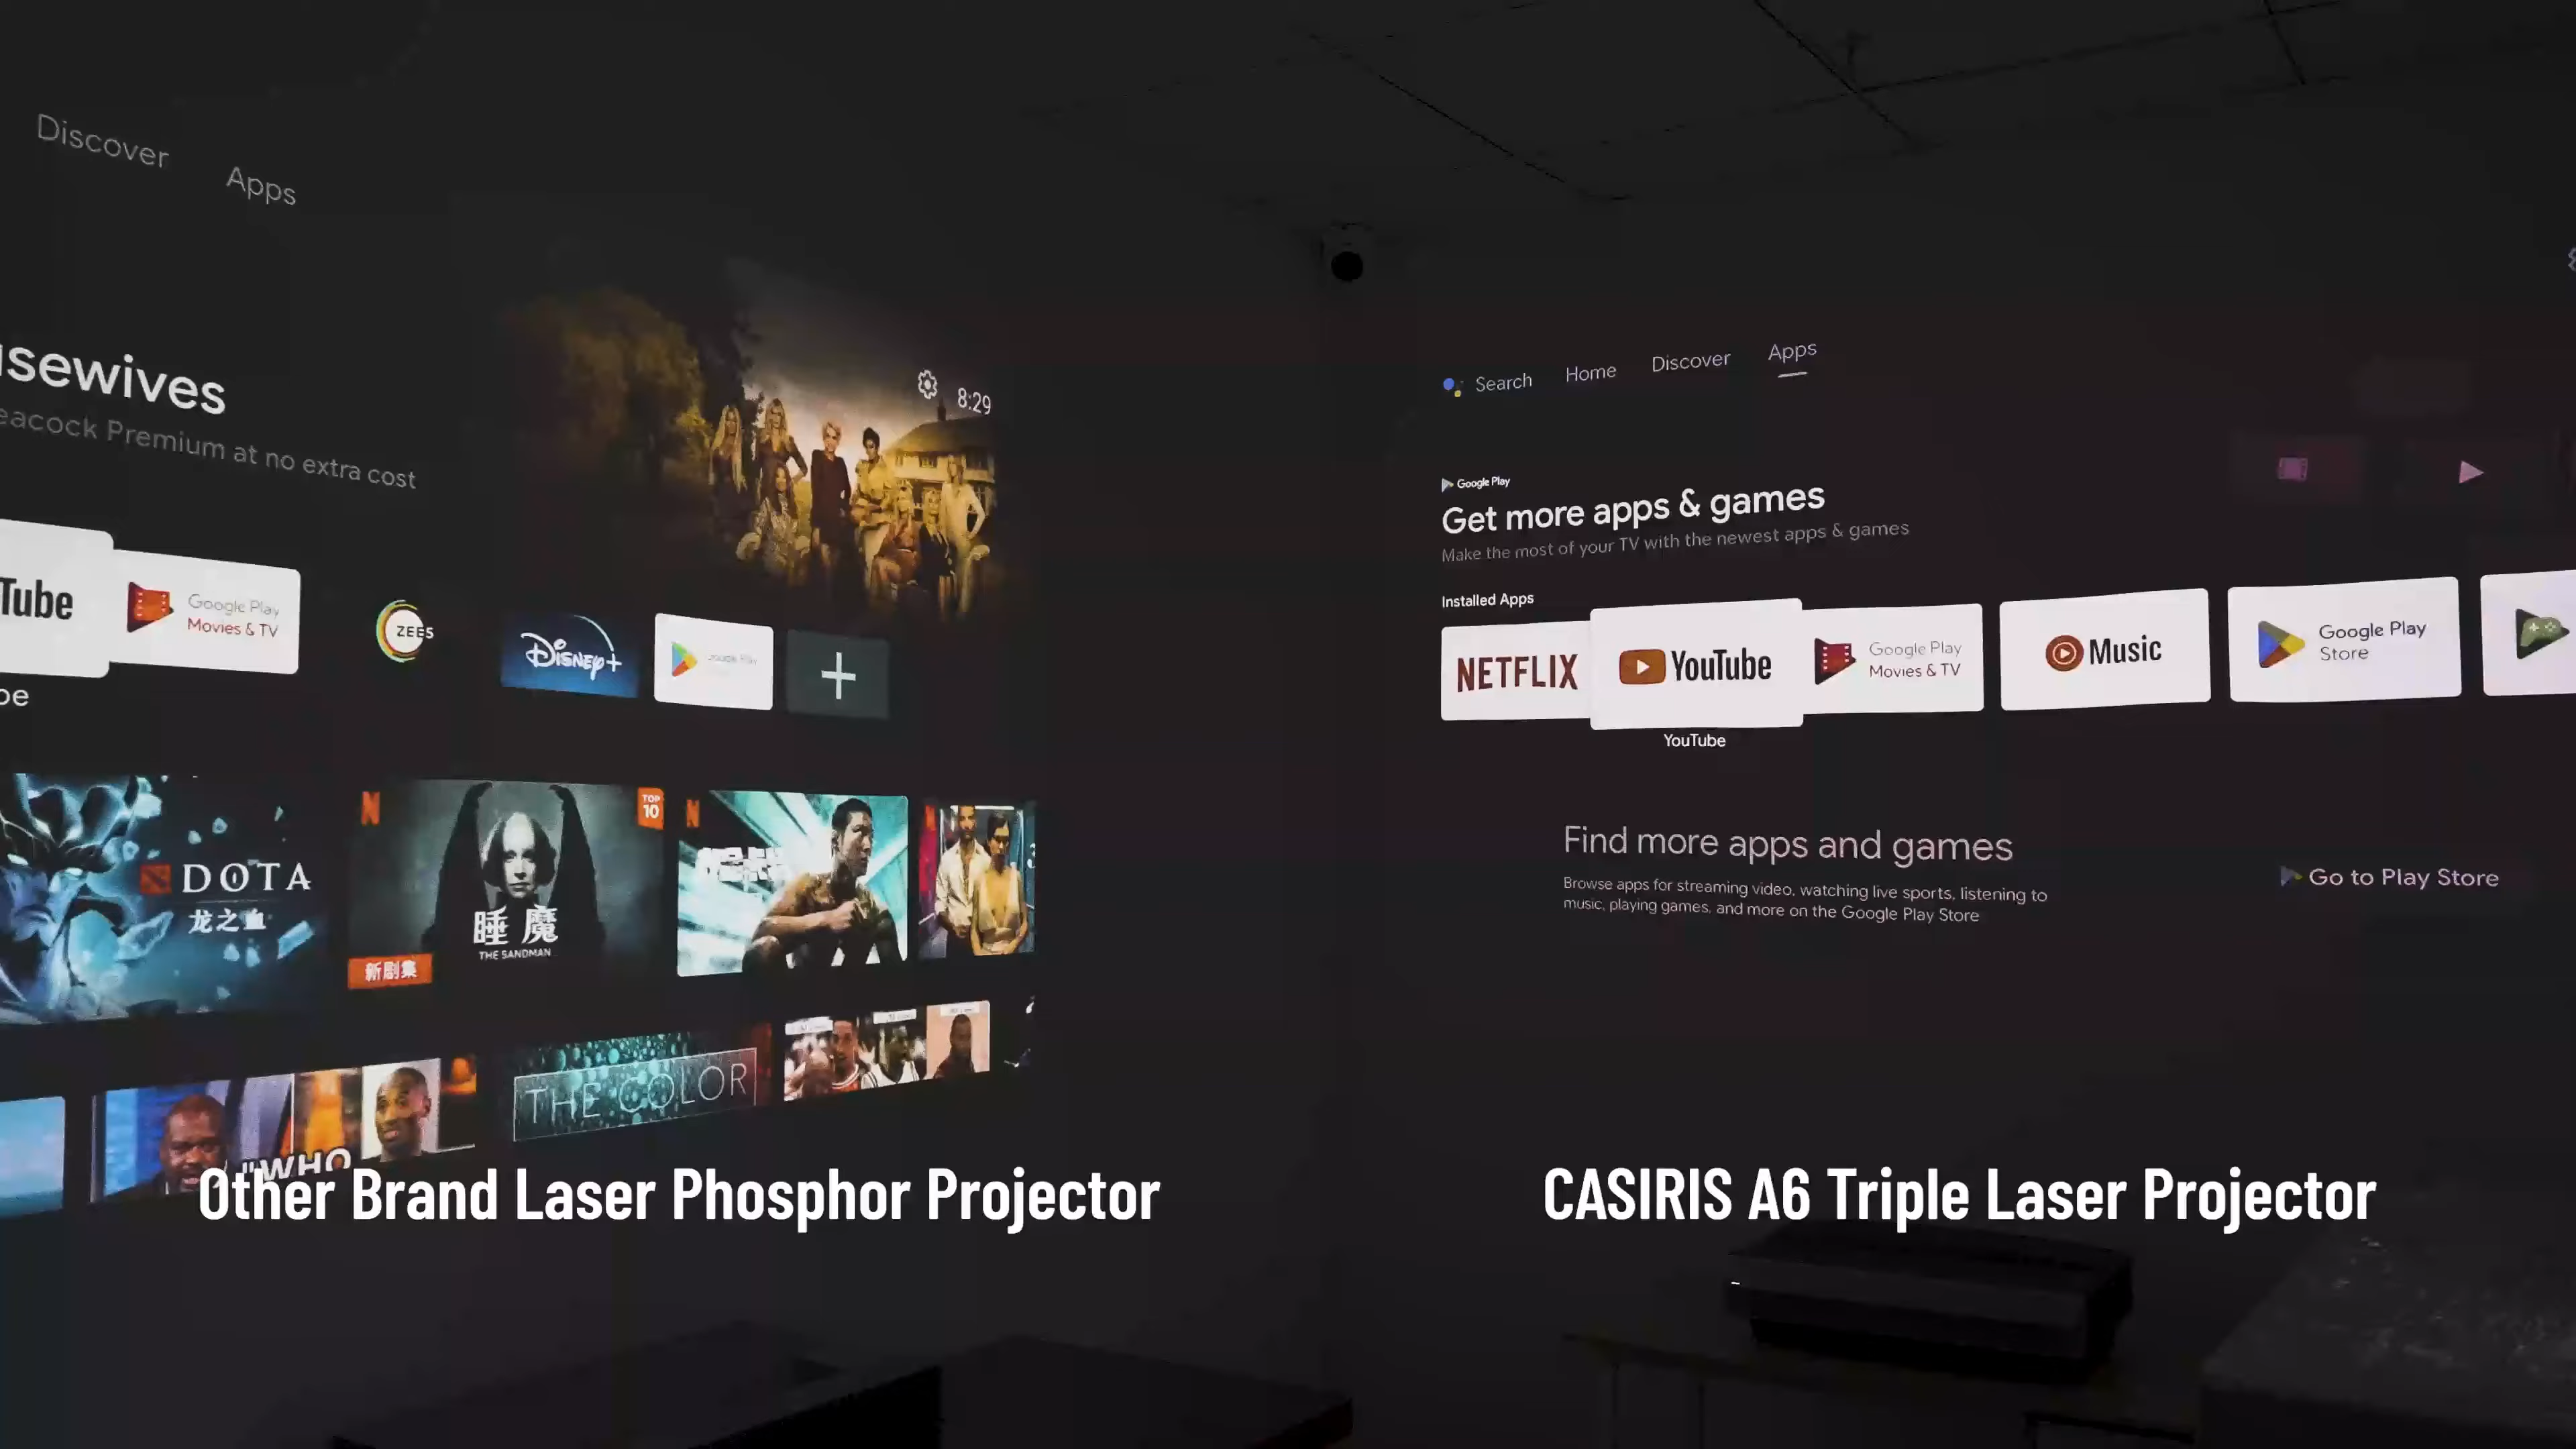 Discover
Apps
8:29
sewives
eacock Premium at no extra cost
Tube
Google Play
Movies & TV
ZEE5
Disney+
Google Play
be
DOTA
龙之血
N
TOP
10
睡魔
THE SANDMAN
新剧集
N
"WHO
THE COLOR
Other Brand Laser Phosphor Projector
Search
Home
Discover
Apps
Google Play
Get more apps & games
Make the most of your TV with the newest apps & games
Installed Apps
NETFLIX
YouTube
Google Play
Movies & TV
Music
Google Play
Store
YouTube
Find more apps and games
Browse apps for streaming video, watching live sports, listening to
music, playing games, and more on the Google Play Store
Go to Play Store
CASIRIS A6 Triple Laser Projector